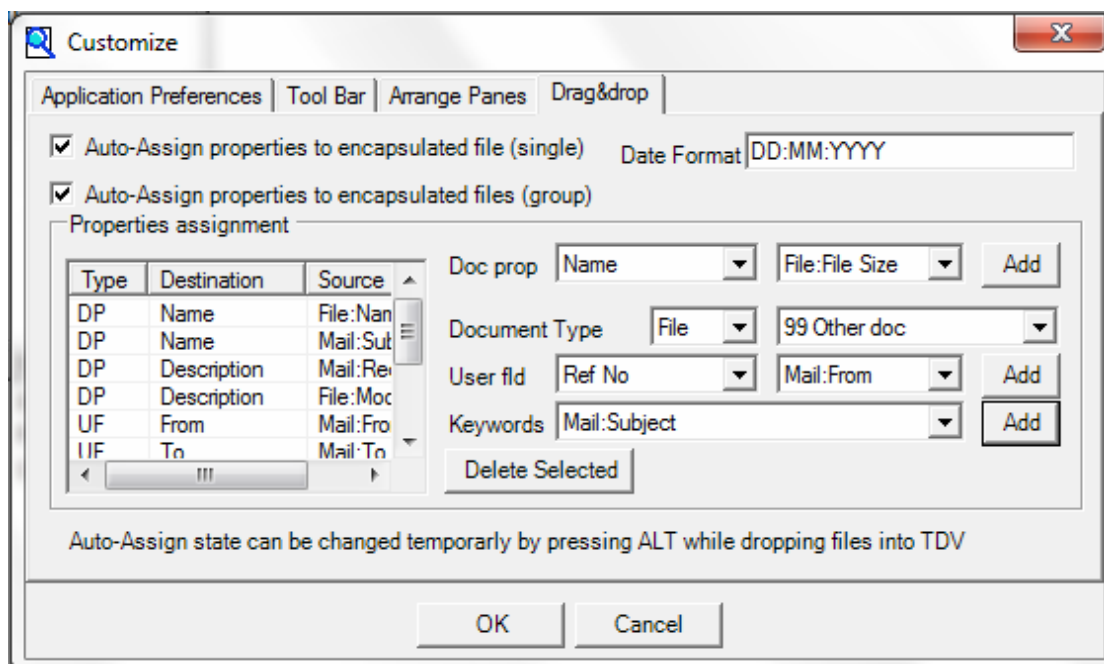 Customize
Application Preferences Tool Bar Arrange Panes Drag&drop
Auto-Assign properties to encapsulated file (single) Date Format DD:MM:YYYY
Auto-Assign properties to encapsulated files (group)
Properties assignment
Type Destination Source
DP Name File:Nan
DP Name Mail:Sub
DP Description Mail:Rec
DP Description File:Moc
UF From Mail:Fro
UF To Mail:To
Doc prop Name File:File Size Add
Document Type File 99 Other doc
User fld Ref No Mail:From Add
Keywords Mail:Subject Add
Delete Selected
Auto-Assign state can be changed temporarly by pressing ALT while dropping files into TDV
OK Cancel